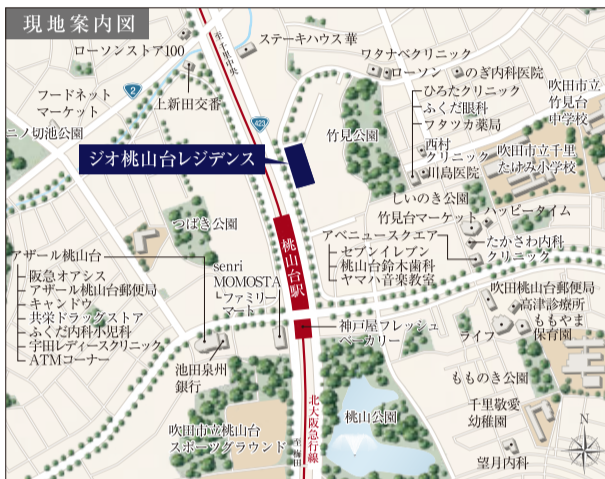 現地案内図
ローソンストア100
至千里中央
ステーキハウス 華
ワタナベクリニック
ローソン
のぎ内科医院
フードネット
マーケット
2
上新田交番
423
ひろたクリニック
ふくだ眼科
フタツカ薬局
吹田市立
竹見台
中学校
ニノ切池公園
竹見公園
西村
クリニック
川島医院
吹田市立千里
たけみ小学校
ジオ桃山台レジデンス
しいのき公園
竹見台マーケット
ハッピータイム
つばき公園
アベニュースクエア
セブンイレブン
桃山台鈴木歯科
ヤマハ音楽教室
たかさわ内科
クリニック
桃山台駅
アザール桃山台
阪急オアシス
アザール桃山台郵便局
キャンドゥ
共栄ドラッグストア
ふくだ内科小児科
宇田レディースクリニック
ATMコーナー
senri
MOMOSTA
ファミリー
マート
吹田桃山台郵便局
高津診療所
ももやま
保育園
ライフ
神戸屋フレッシュ
ベーカリー
池田泉州
銀行
もものき公園
北大阪急行線
桃山公園
千里敬愛
幼稚園
吹田市立桃山台
スポーツグラウンド
至梅田
望月内科
N